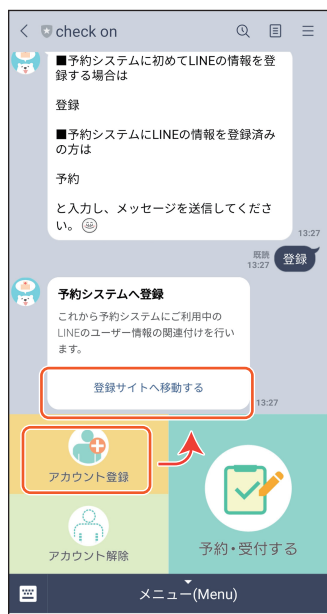 check on
■予約システムに初めてLINEの情報を登
録する場合は
登録
■予約システムにLINEの情報を登録済み
の方は
予約
と入力し、メッセージを送信してくださ
い。
13:27
既読
13:27
登録
予約システムへ登録
これから予約システムにご利用中の
LINEのユーザー情報の関連付けを行い
ます。
登録サイトへ移動する
13:27
アカウント登録
アカウント解除
予約・受付する
メニュー(Menu)